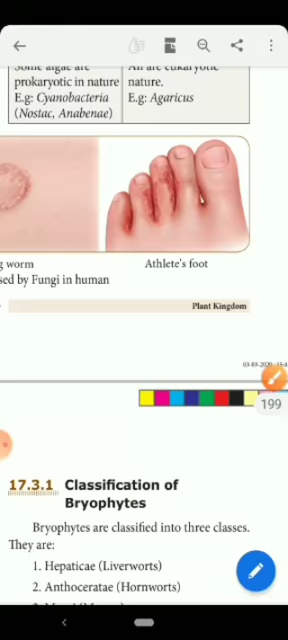 Some algae are
prokaryotic in nature
E.g: Cyanobacteria
(Nostac, Anabenae)
All are eukaryotic
nature.
E.g: Agaricus
g worm
Athlete's foot
sed by Fungi in human
Plant Kingdom
199
17.3.1 Classification of
Bryophytes
Bryophytes are classified into three classes.
They are:
1. Hepaticae (Liverworts)
2. Anthoceratae (Hornworts)